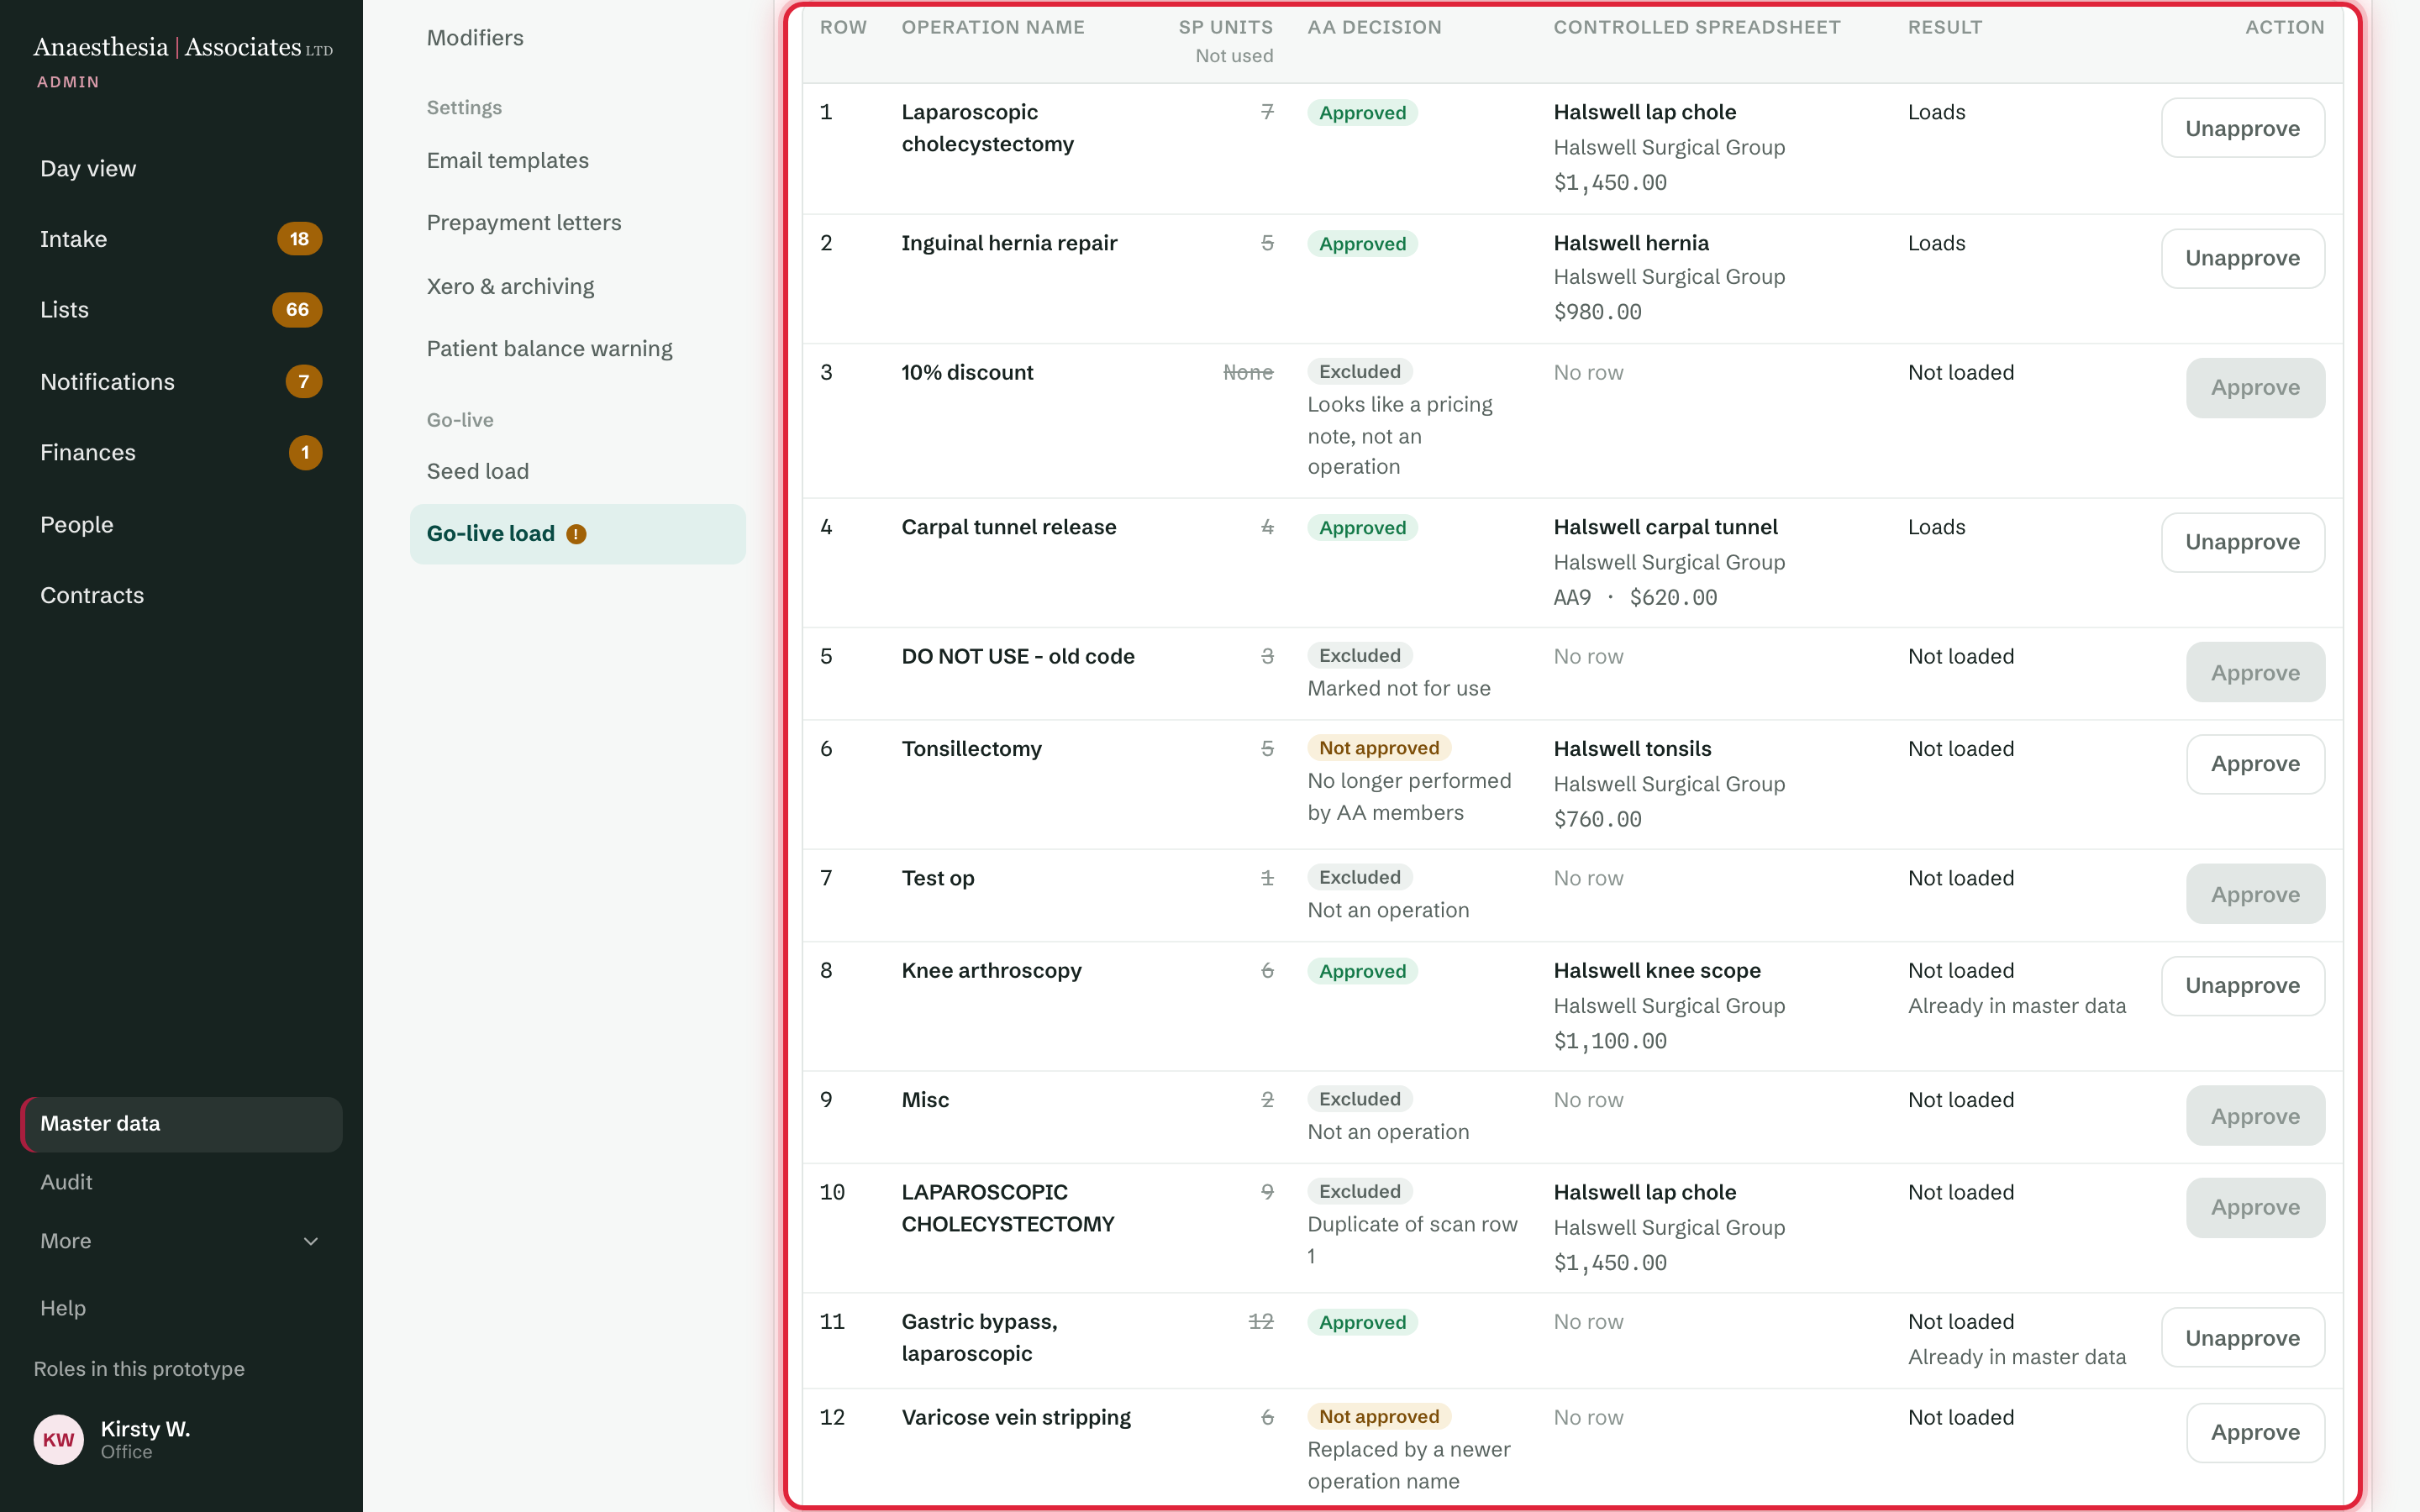 Anaesthesia | Associates LTD
ADMIN
Day view
Intake 18
Lists 66
Notifications 7
Finances 1
People
Contracts
Master data
Audit
More
Help
Roles in this prototype
KW
Kirsty W.
Office
Modifiers
Settings
Email templates
Prepayment letters
Xero & archiving
Patient balance warning
Go-live
Seed load
Go-live load !
ROW OPERATION NAME SP UNITS AA DECISION CONTROLLED SPREADSHEET RESULT ACTION
Not used
1 Laparoscopic 7 Approved Halswell lap chole Loads Unapprove
cholecystectomy Halswell Surgical Group
$1,450.00
2 Inguinal hernia repair 5 Approved Halswell hernia Loads Unapprove
Halswell Surgical Group
$980.00
3 10% discount None Excluded No row Not loaded Approve
Looks like a pricing
note, not an
operation
4 Carpal tunnel release 4 Approved Halswell carpal tunnel Loads Unapprove
Halswell Surgical Group
AA9 · $620.00
5 DO NOT USE - old code 3 Excluded No row Not loaded Approve
Marked not for use
6 Tonsillectomy 5 Not approved Halswell tonsils Not loaded Approve
No longer performed Halswell Surgical Group
by AA members $760.00
7 Test op 1 Excluded No row Not loaded Approve
Not an operation
8 Knee arthroscopy 6 Approved Halswell knee scope Not loaded Unapprove
Halswell Surgical Group Already in master data
$1,100.00
9 Misc 2 Excluded No row Not loaded Approve
Not an operation
10 LAPAROSCOPIC 9 Excluded Halswell lap chole Not loaded Approve
CHOLECYSTECTOMY Duplicate of scan row Halswell Surgical Group
1 $1,450.00
11 Gastric bypass, 12 Approved No row Not loaded Unapprove
laparoscopic Already in master data
12 Varicose vein stripping 6 Not approved No row Not loaded Approve
Replaced by a newer
operation name